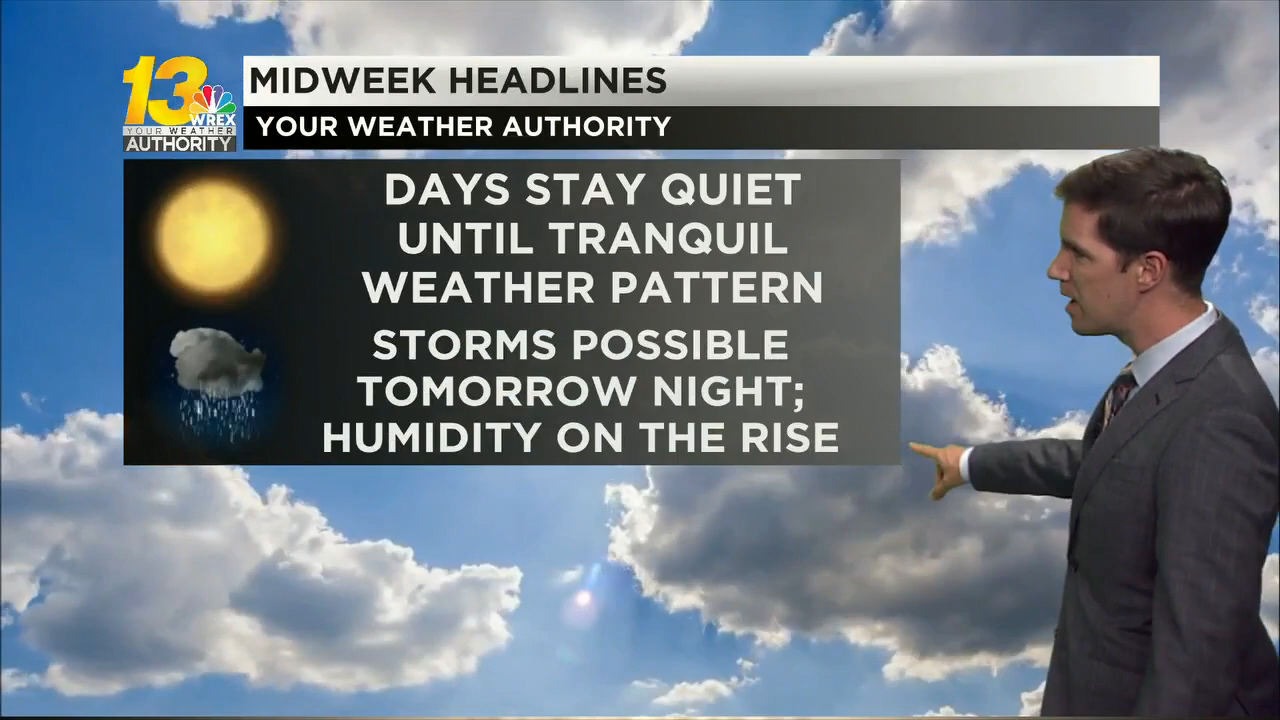 13
WREX
YOUR WEATHER
AUTHORITY
MIDWEEK HEADLINES
YOUR WEATHER AUTHORITY
DAYS STAY QUIET
UNTIL TRANQUIL
WEATHER PATTERN
STORMS POSSIBLE
TOMORROW NIGHT;
HUMIDITY ON THE RISE